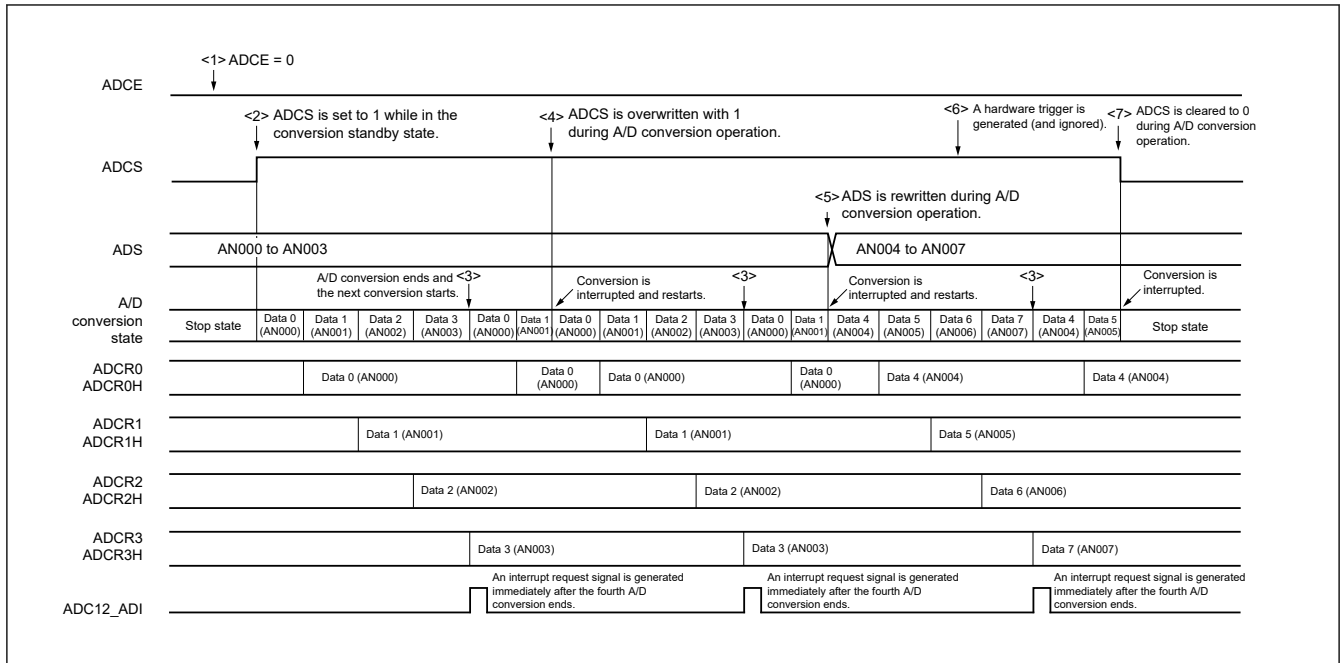 <1> ADCE = 0
ADCE
<2> ADCS is set to 1 while in the
conversion standby state.
<4> ADCS is overwritten with 1
during A/D conversion operation.
<6> A hardware trigger is
generated (and ignored).
<7> ADCS is cleared to 0
during A/D conversion
operation.
ADCS
<5> ADS is rewritten during A/D
conversion operation.
ADS
AN000 to AN003
AN004 to AN007
A/D conversion ends and
the next conversion starts.
<3>
Conversion is
interrupted and restarts.
<3>
Conversion is
interrupted and restarts.
<3>
Conversion is
interrupted.
A/D
conversion
state
Stop state
Data 0
(AN000)
Data 1
(AN001)
Data 2
(AN002)
Data 3
(AN003)
Data 0
(AN000)
Data 1
(AN001)
Data 0
(AN000)
Data 1
(AN001)
Data 2
(AN002)
Data 3
(AN003)
Data 0
(AN000)
Data 1
(AN001)
Data 4
(AN004)
Data 5
(AN005)
Data 6
(AN006)
Data 7
(AN007)
Data 4
(AN004)
Data 5
(AN005)
Stop state
ADCR0
ADCR0H
Data 0 (AN000)
Data 0
(AN000)
Data 0 (AN000)
Data 0
(AN000)
Data 4 (AN004)
Data 4 (AN004)
ADCR1
ADCR1H
Data 1 (AN001)
Data 1 (AN001)
Data 5 (AN005)
ADCR2
ADCR2H
Data 2 (AN002)
Data 2 (AN002)
Data 6 (AN006)
ADCR3
ADCR3H
Data 3 (AN003)
Data 3 (AN003)
Data 7 (AN007)
ADC12_ADI
An interrupt request signal is generated
immediately after the fourth A/D
conversion ends.
An interrupt request signal is generated
immediately after the fourth A/D
conversion ends.
An interrupt request signal is generated
immediately after the fourth A/D
conversion ends.